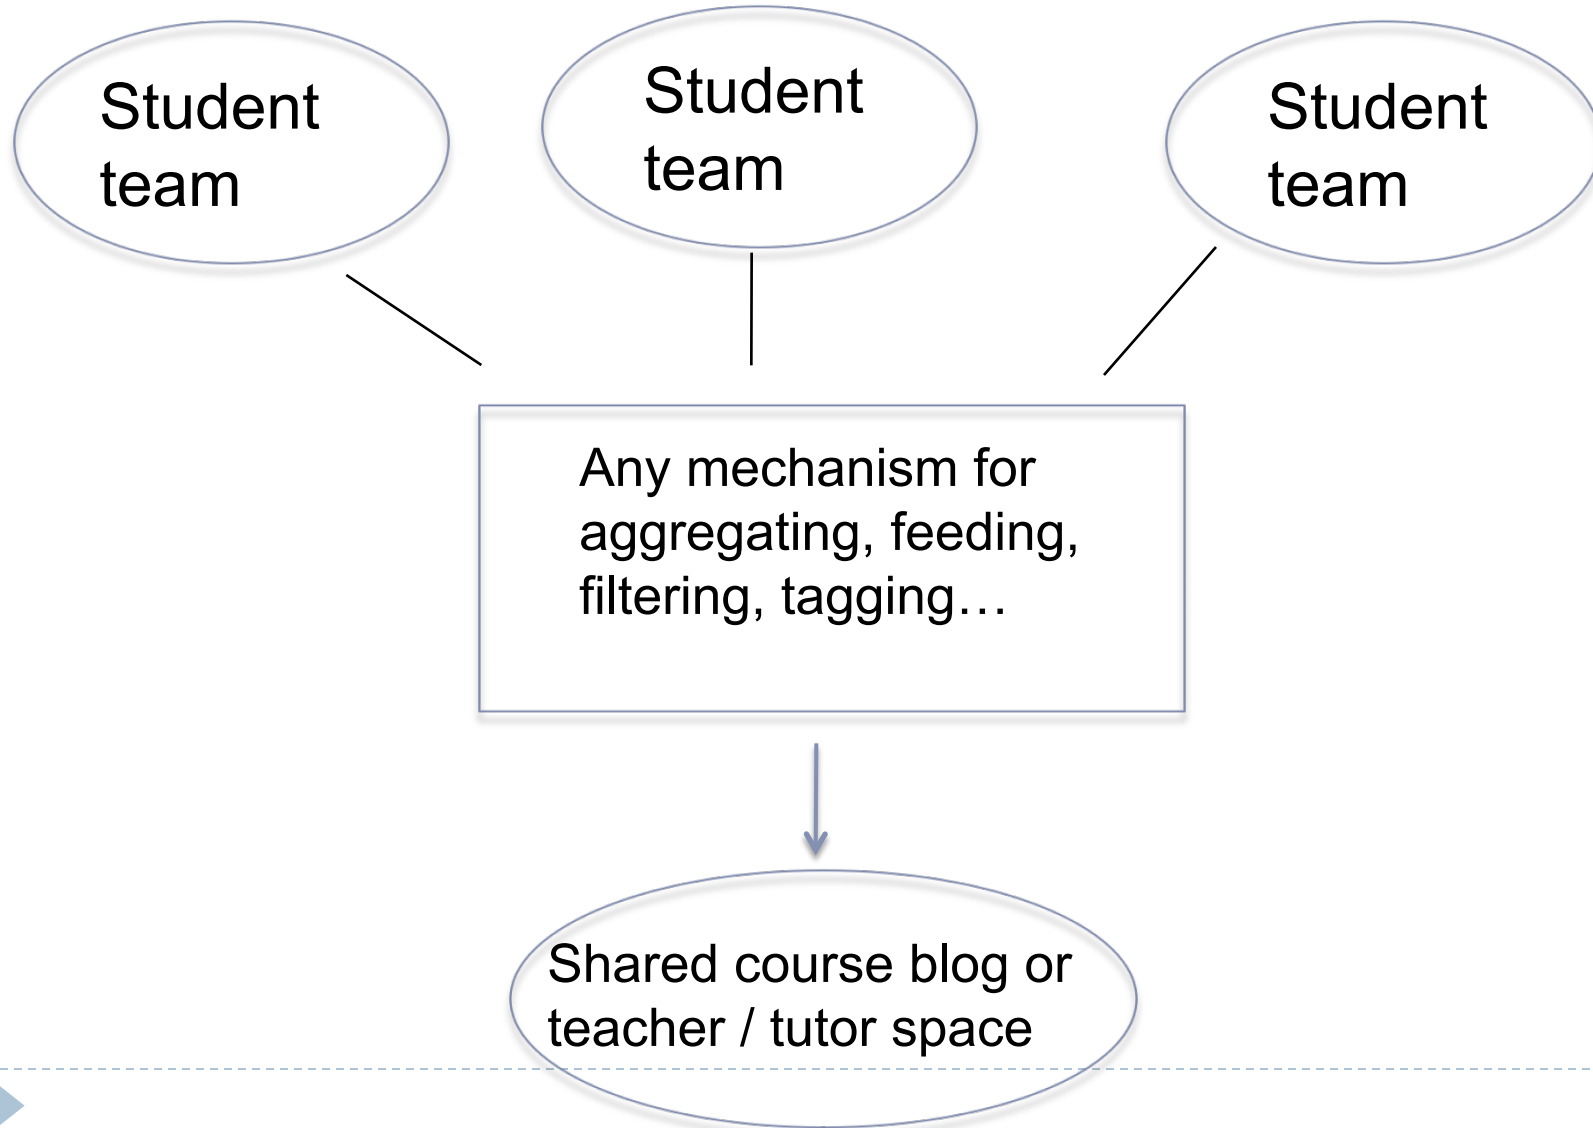 Student
team
Student
team
Student
team
Any mechanism for
aggregating, feeding,
filtering, tagging…
Shared course blog or
teacher / tutor space